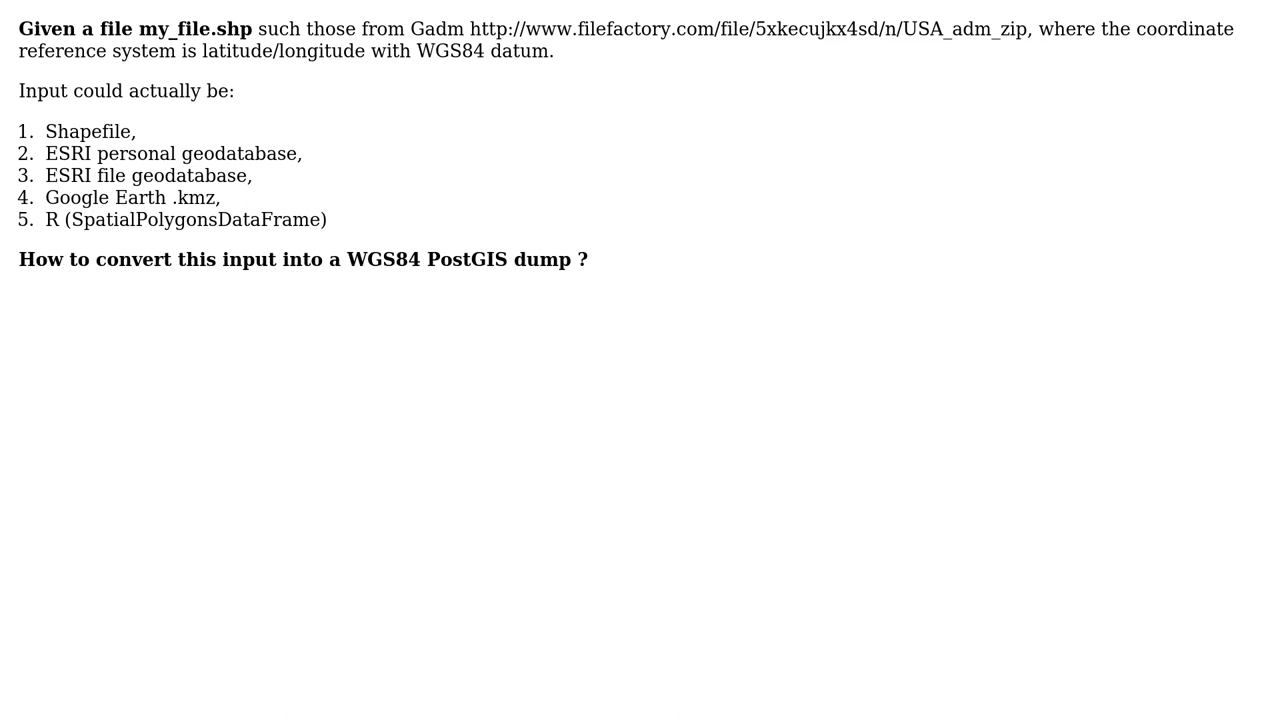 Given a file my_file.shp such those from Gadm http://www.filefactory.com/file/5xkecujkx4sd/n/USA_adm_zip, where the coordinate
reference system is latitude/longitude with WGS84 datum.
Input could actually be:
1. Shapefile,
2. ESRI personal geodatabase,
3. ESRI file geodatabase,
4. Google Earth .kmz,
5. R (SpatialPolygonsDataFrame)
How to convert this input into a WGS84 PostGIS dump ?